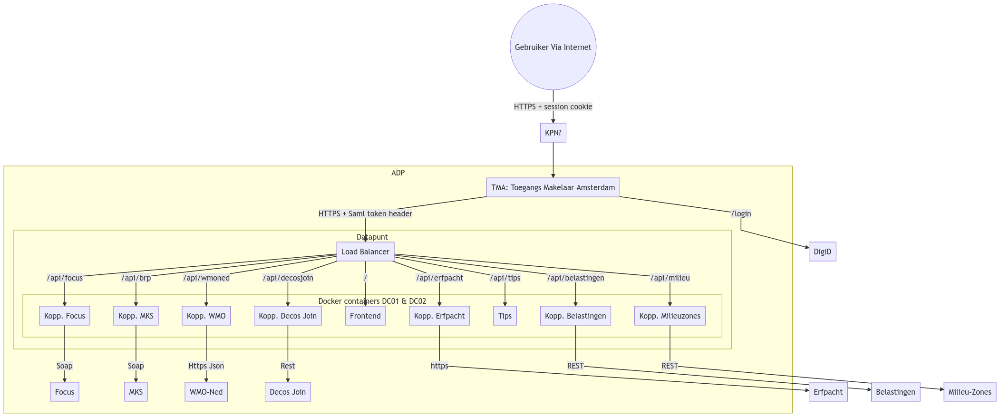 Gebruiker Via Internet
HTTPS + session cookie
KPN?
ADP
TMA: Toegangs Makelaar Amsterdam
HTTPS + Saml token header
/login
Datapunt
Load Balancer
DigiD
/api/focus
/api/brp
/api/wmoned
/api/decosjoin
/
/api/erfpacht
/api/tips
/api/belastingen
/api/milieu
Docker containers DC01 & DC02
Kopp. Focus
Kopp. MKS
Kopp. WMO
Kopp. Decos Join
Frontend
Kopp. Erfpacht
Tips
Kopp. Belastingen
Kopp. Milieuzones
Soap
Soap
Https Json
Rest
https
REST
REST
Focus
MKS
WMO-Ned
Decos Join
Erfpacht
Belastingen
Milieu-Zones